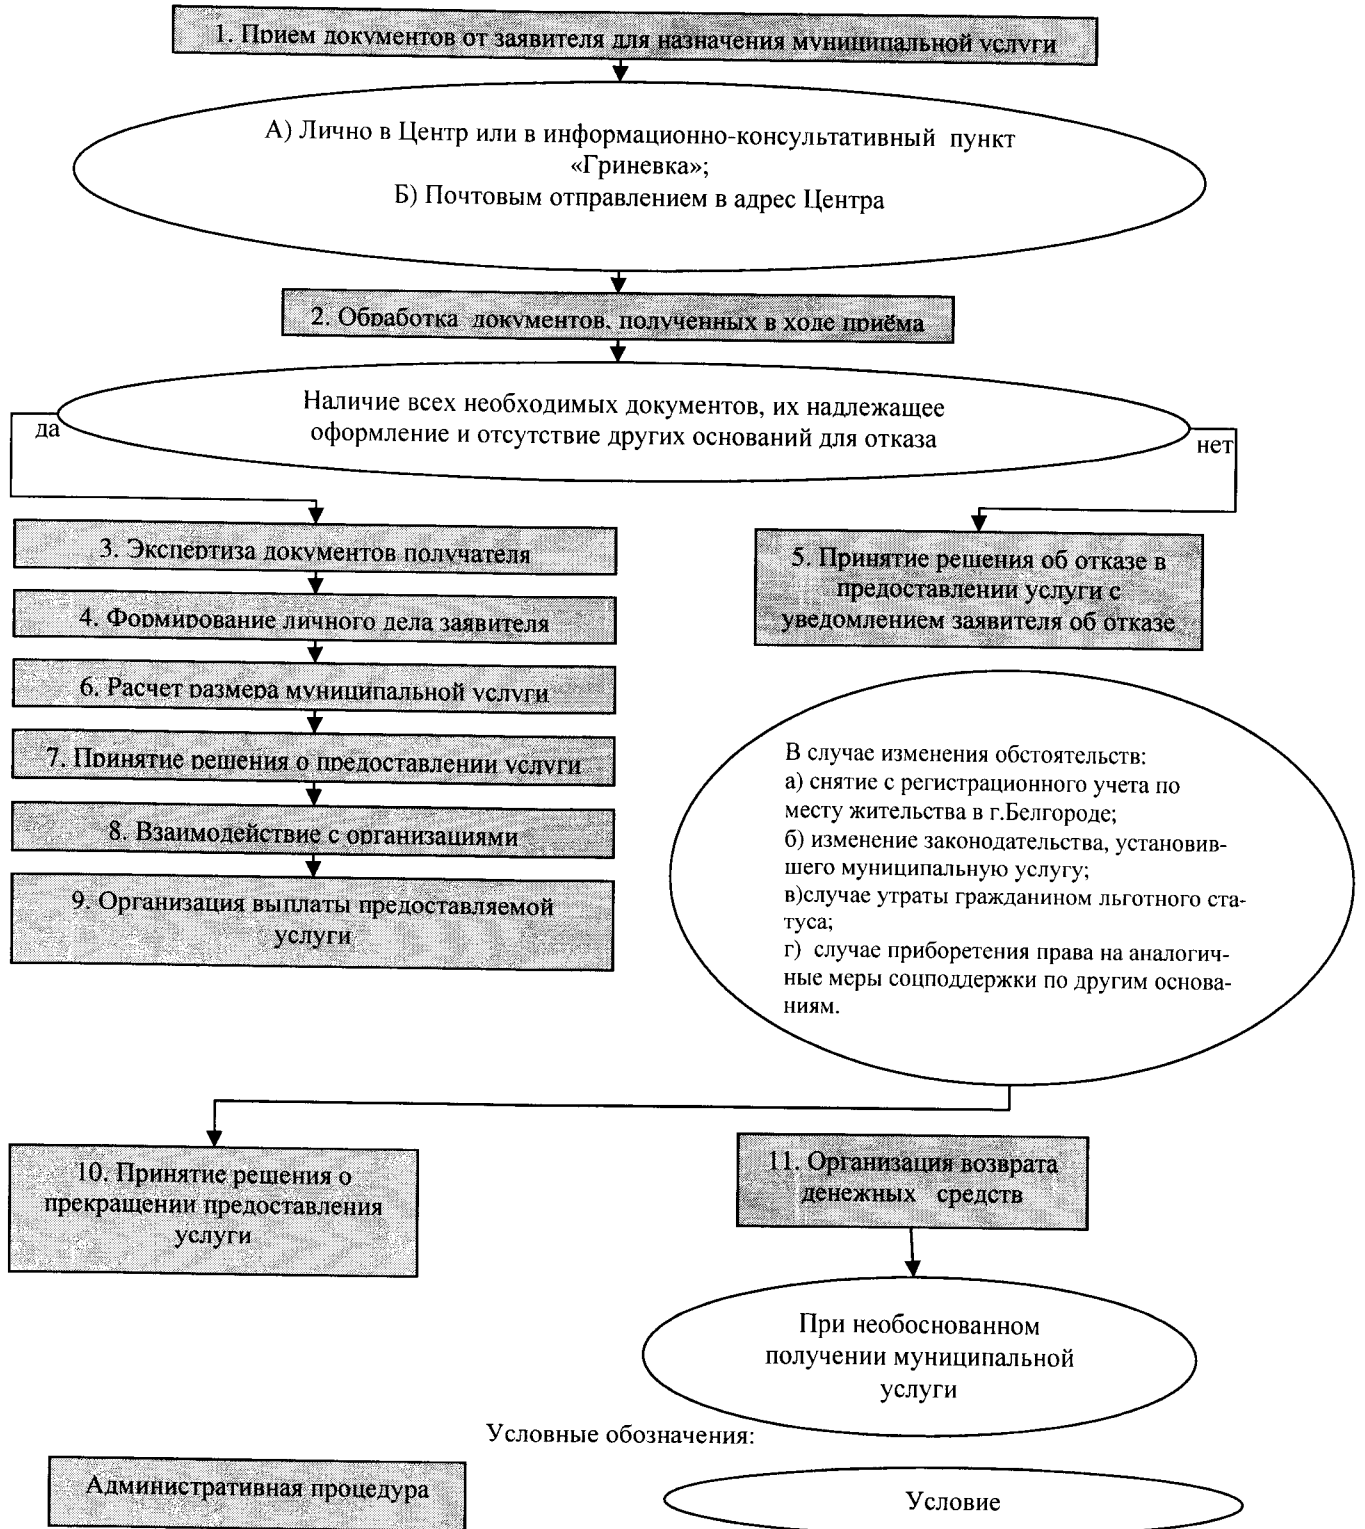 1. Прием документов от заявителя для назначения муниципальной услуги
А) Лично в Центр или в информационно-консультативный пункт
«Гриневка»;
Б) Почтовым отправлением в адрес Центра
2. Обработка документов, полученных в ходе приёма
Наличие всех необходимых документов, их надлежащее
оформление и отсутствие других оснований для отказа
да
нет
3. Экспертиза документов получателя
4. Формирование личного дела заявителя
6. Расчет размера муниципальной услуги
7. Принятие решения о предоставлении услуги
8. Взаимодействие с организациями
9. Организация выплаты предоставляемой
услуги
5. Принятие решения об отказе в
предоставлении услуги с
уведомлением заявителя об отказе
В случае изменения обстоятельств:
а) снятие с регистрационного учета по
месту жительства в г.Белгороде;
б) изменение законодательства, установив-
шего муниципальную услугу;
в)случае утраты гражданином льготного ста-
туса;
г) случае приборетения права на аналогич-
ные меры соцподдержки по другим основа-
ниям.
10. Принятие решения о
прекращении предоставления
услуги
11. Организация возврата
денежных средств
При необоснованном
получении муниципальной
услуги
Условные обозначения:
Административная процедура
Условие